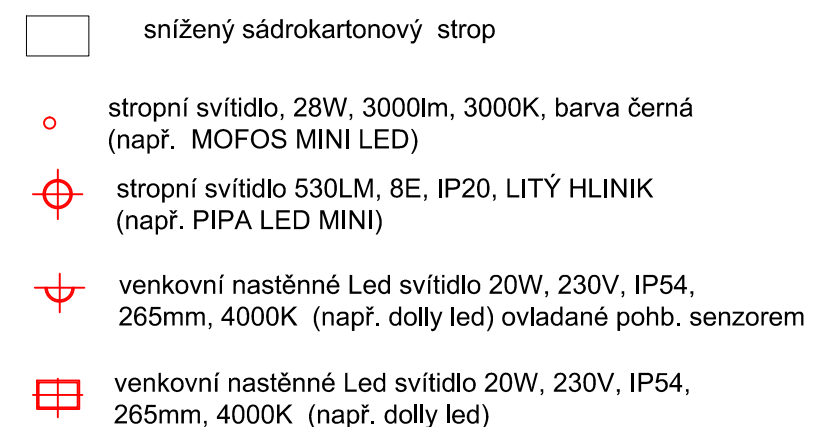 snížený sádrokartonový strop
stropní svítidlo, 28W, 3000lm, 3000K, barva černá
(např. MOFOS MINI LED)
stropní svítidlo 530LM, 8E, IP20, LITÝ HLINIK
(např. PIPA LED MINI)
venkovní nastěnné Led svítidlo 20W, 230V, IP54,
265mm, 4000K (např. dolly led) ovladané pohb. senzorem
venkovní nastěnné Led svítidlo 20W, 230V, IP54,
265mm, 4000K (např. dolly led)